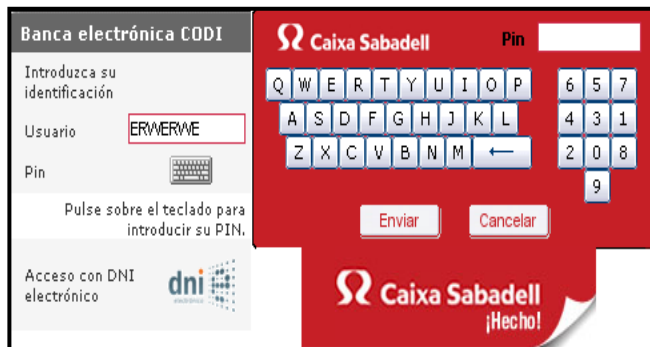 Banca electrónica CODI
Introduzca su
identificación
Usuario ERWERWE
Pin
Pulse sobre el teclado para
introducir su PIN.
Acceso con DNI
electrónico
dni
Caixa Sabadell
Pin
Q W E R T Y U I O P
6 5 7
A S D F G H J K L
4 3 1
Z X C V B N M ←
2 0 8
9
Enviar Cancelar
Caixa Sabadell
¡Hecho!